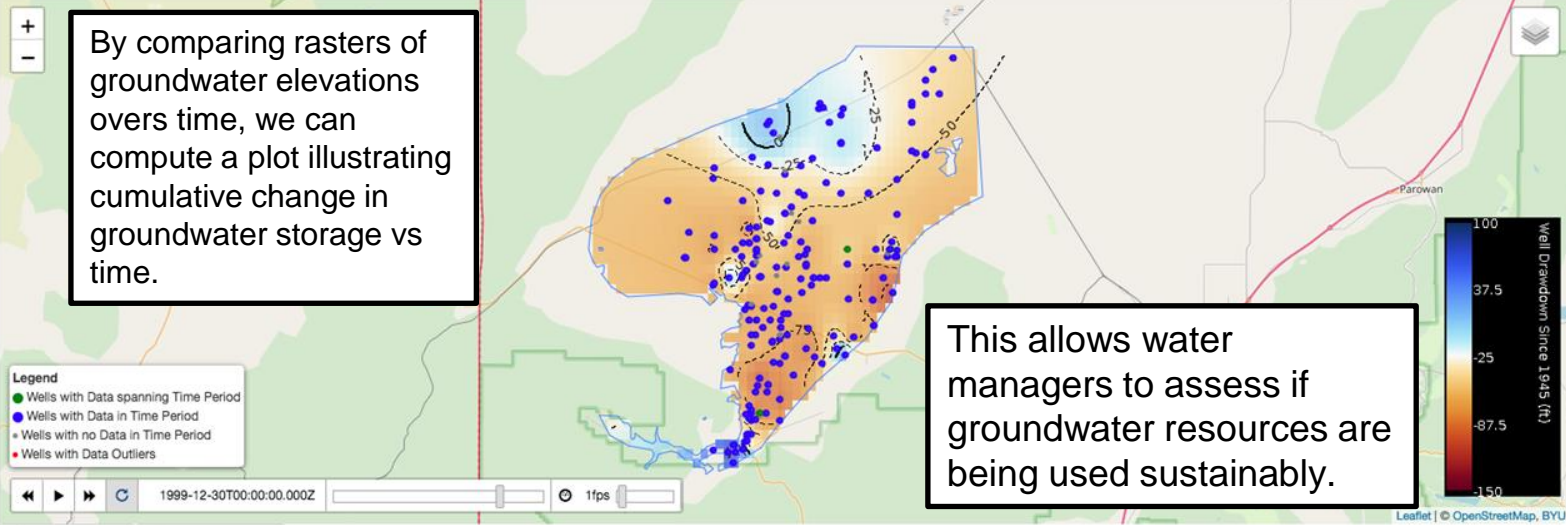 +
−
By comparing rasters of
groundwater elevations
overs time, we can
compute a plot illustrating
cumulative change in
groundwater storage vs
time.
25
-50
0
-25
-50
-75
Parowan
100
37.5
-25
-87.5
-150
Well Drawdown Since 1945 (ft)
This allows water
managers to assess if
groundwater resources are
being used sustainably.
Legend
Wells with Data spanning Time Period
Wells with Data in Time Period
Wells with no Data in Time Period
Wells with Data Outliers
1999-12-30T00:00:00.000Z
1fps
Leaflet | © OpenStreetMap, BYU